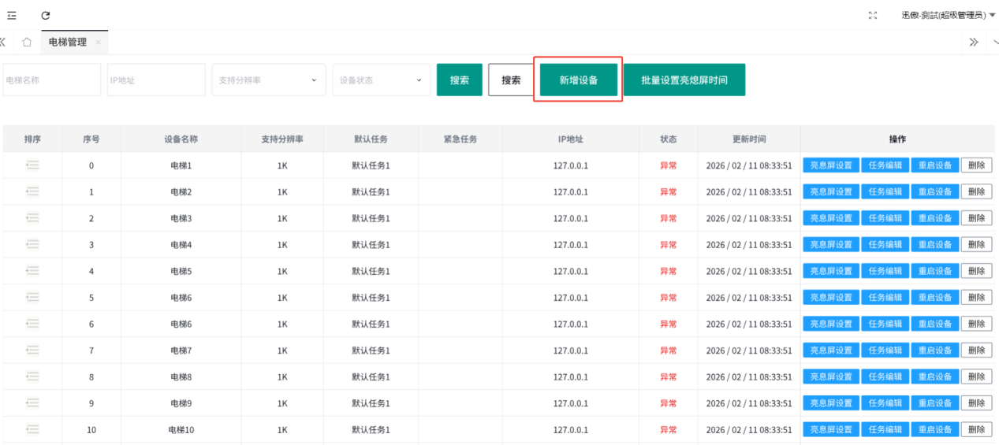 迅傲-测試(超级管理员)
电梯管理 ×
电梯名称 IP地址 支持分辨率 设备状态 搜索 搜索 新增设备 批量设置亮熄屏时间
排序 序号 设备名称 支持分辨率 默认任务 紧急任务 IP地址 状态 更新时间 操作
0 电梯1 1K 默认任务1 127.0.0.1 异常 2026 / 02 / 11 08:33:51 亮息屏设置 任务编辑 重启设备 删除
1 电梯2 1K 默认任务1 127.0.0.1 异常 2026 / 02 / 11 08:33:51 亮息屏设置 任务编辑 重启设备 删除
2 电梯3 1K 默认任务1 127.0.0.1 异常 2026 / 02 / 11 08:33:51 亮息屏设置 任务编辑 重启设备 删除
3 电梯4 1K 默认任务1 127.0.0.1 异常 2026 / 02 / 11 08:33:51 亮息屏设置 任务编辑 重启设备 删除
4 电梯5 1K 默认任务1 127.0.0.1 异常 2026 / 02 / 11 08:33:51 亮息屏设置 任务编辑 重启设备 删除
5 电梯6 1K 默认任务1 127.0.0.1 异常 2026 / 02 / 11 08:33:51 亮息屏设置 任务编辑 重启设备 删除
6 电梯6 1K 默认任务1 127.0.0.1 异常 2026 / 02 / 11 08:33:51 亮息屏设置 任务编辑 重启设备 删除
7 电梯7 1K 默认任务1 127.0.0.1 异常 2026 / 02 / 11 08:33:51 亮息屏设置 任务编辑 重启设备 删除
8 电梯8 1K 默认任务1 127.0.0.1 异常 2026 / 02 / 11 08:33:51 亮息屏设置 任务编辑 重启设备 删除
9 电梯9 1K 默认任务1 127.0.0.1 异常 2026 / 02 / 11 08:33:51 亮息屏设置 任务编辑 重启设备 删除
10 电梯10 1K 默认任务1 127.0.0.1 异常 2026 / 02 / 11 08:33:51 亮息屏设置 任务编辑 重启设备 删除